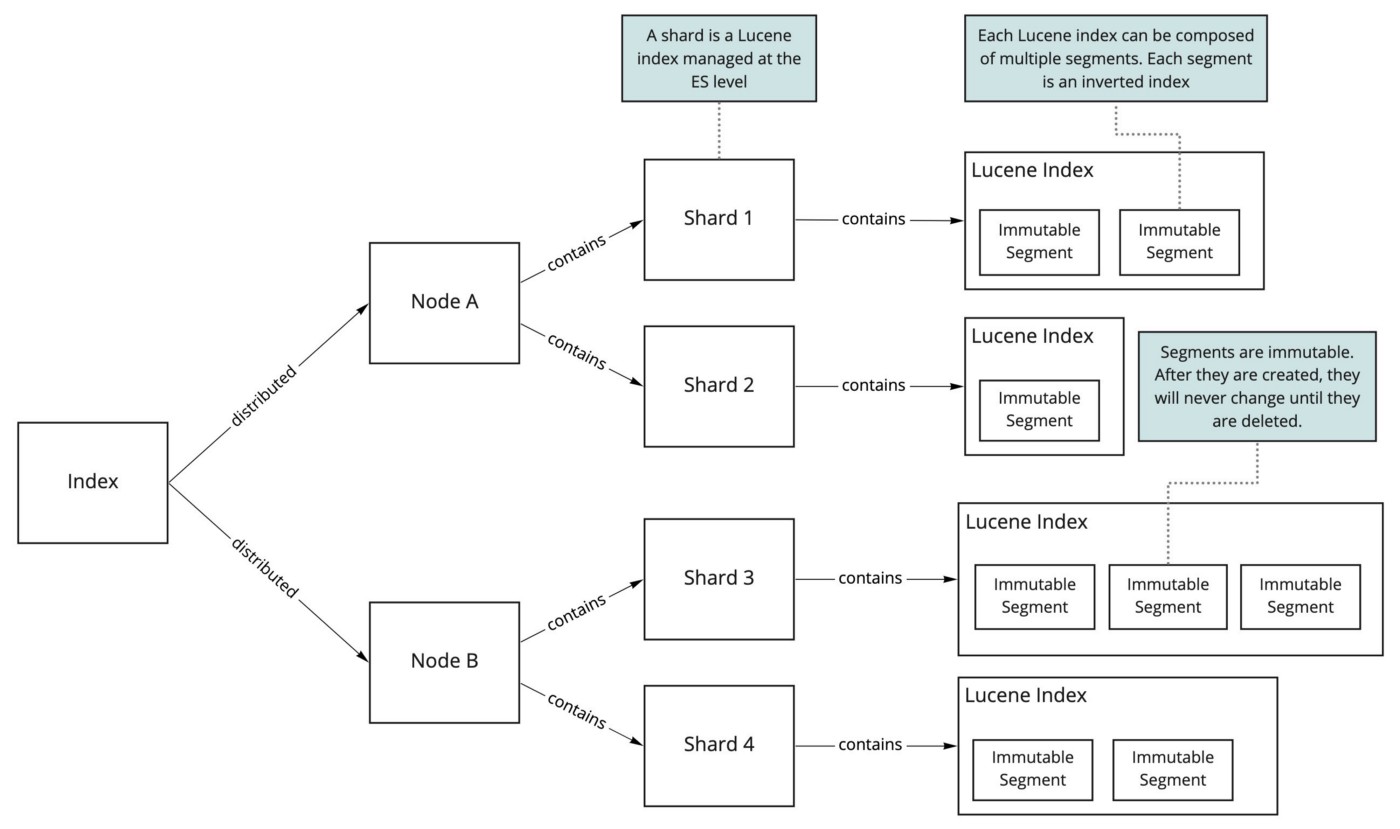 A shard is a Lucene
index managed at the
ES level
Each Lucene index can be composed
of multiple segments. Each segment
is an inverted index
Index
distributed
distributed
Node A
contains
contains
Shard 1
contains
Lucene Index
Immutable
Segment
Immutable
Segment
Shard 2
contains
Lucene Index
Immutable
Segment
Segments are immutable.
After they are created, they
will never change until they
are deleted.
Node B
contains
contains
Shard 3
contains
Lucene Index
Immutable
Segment
Immutable
Segment
Immutable
Segment
Shard 4
contains
Lucene Index
Immutable
Segment
Immutable
Segment